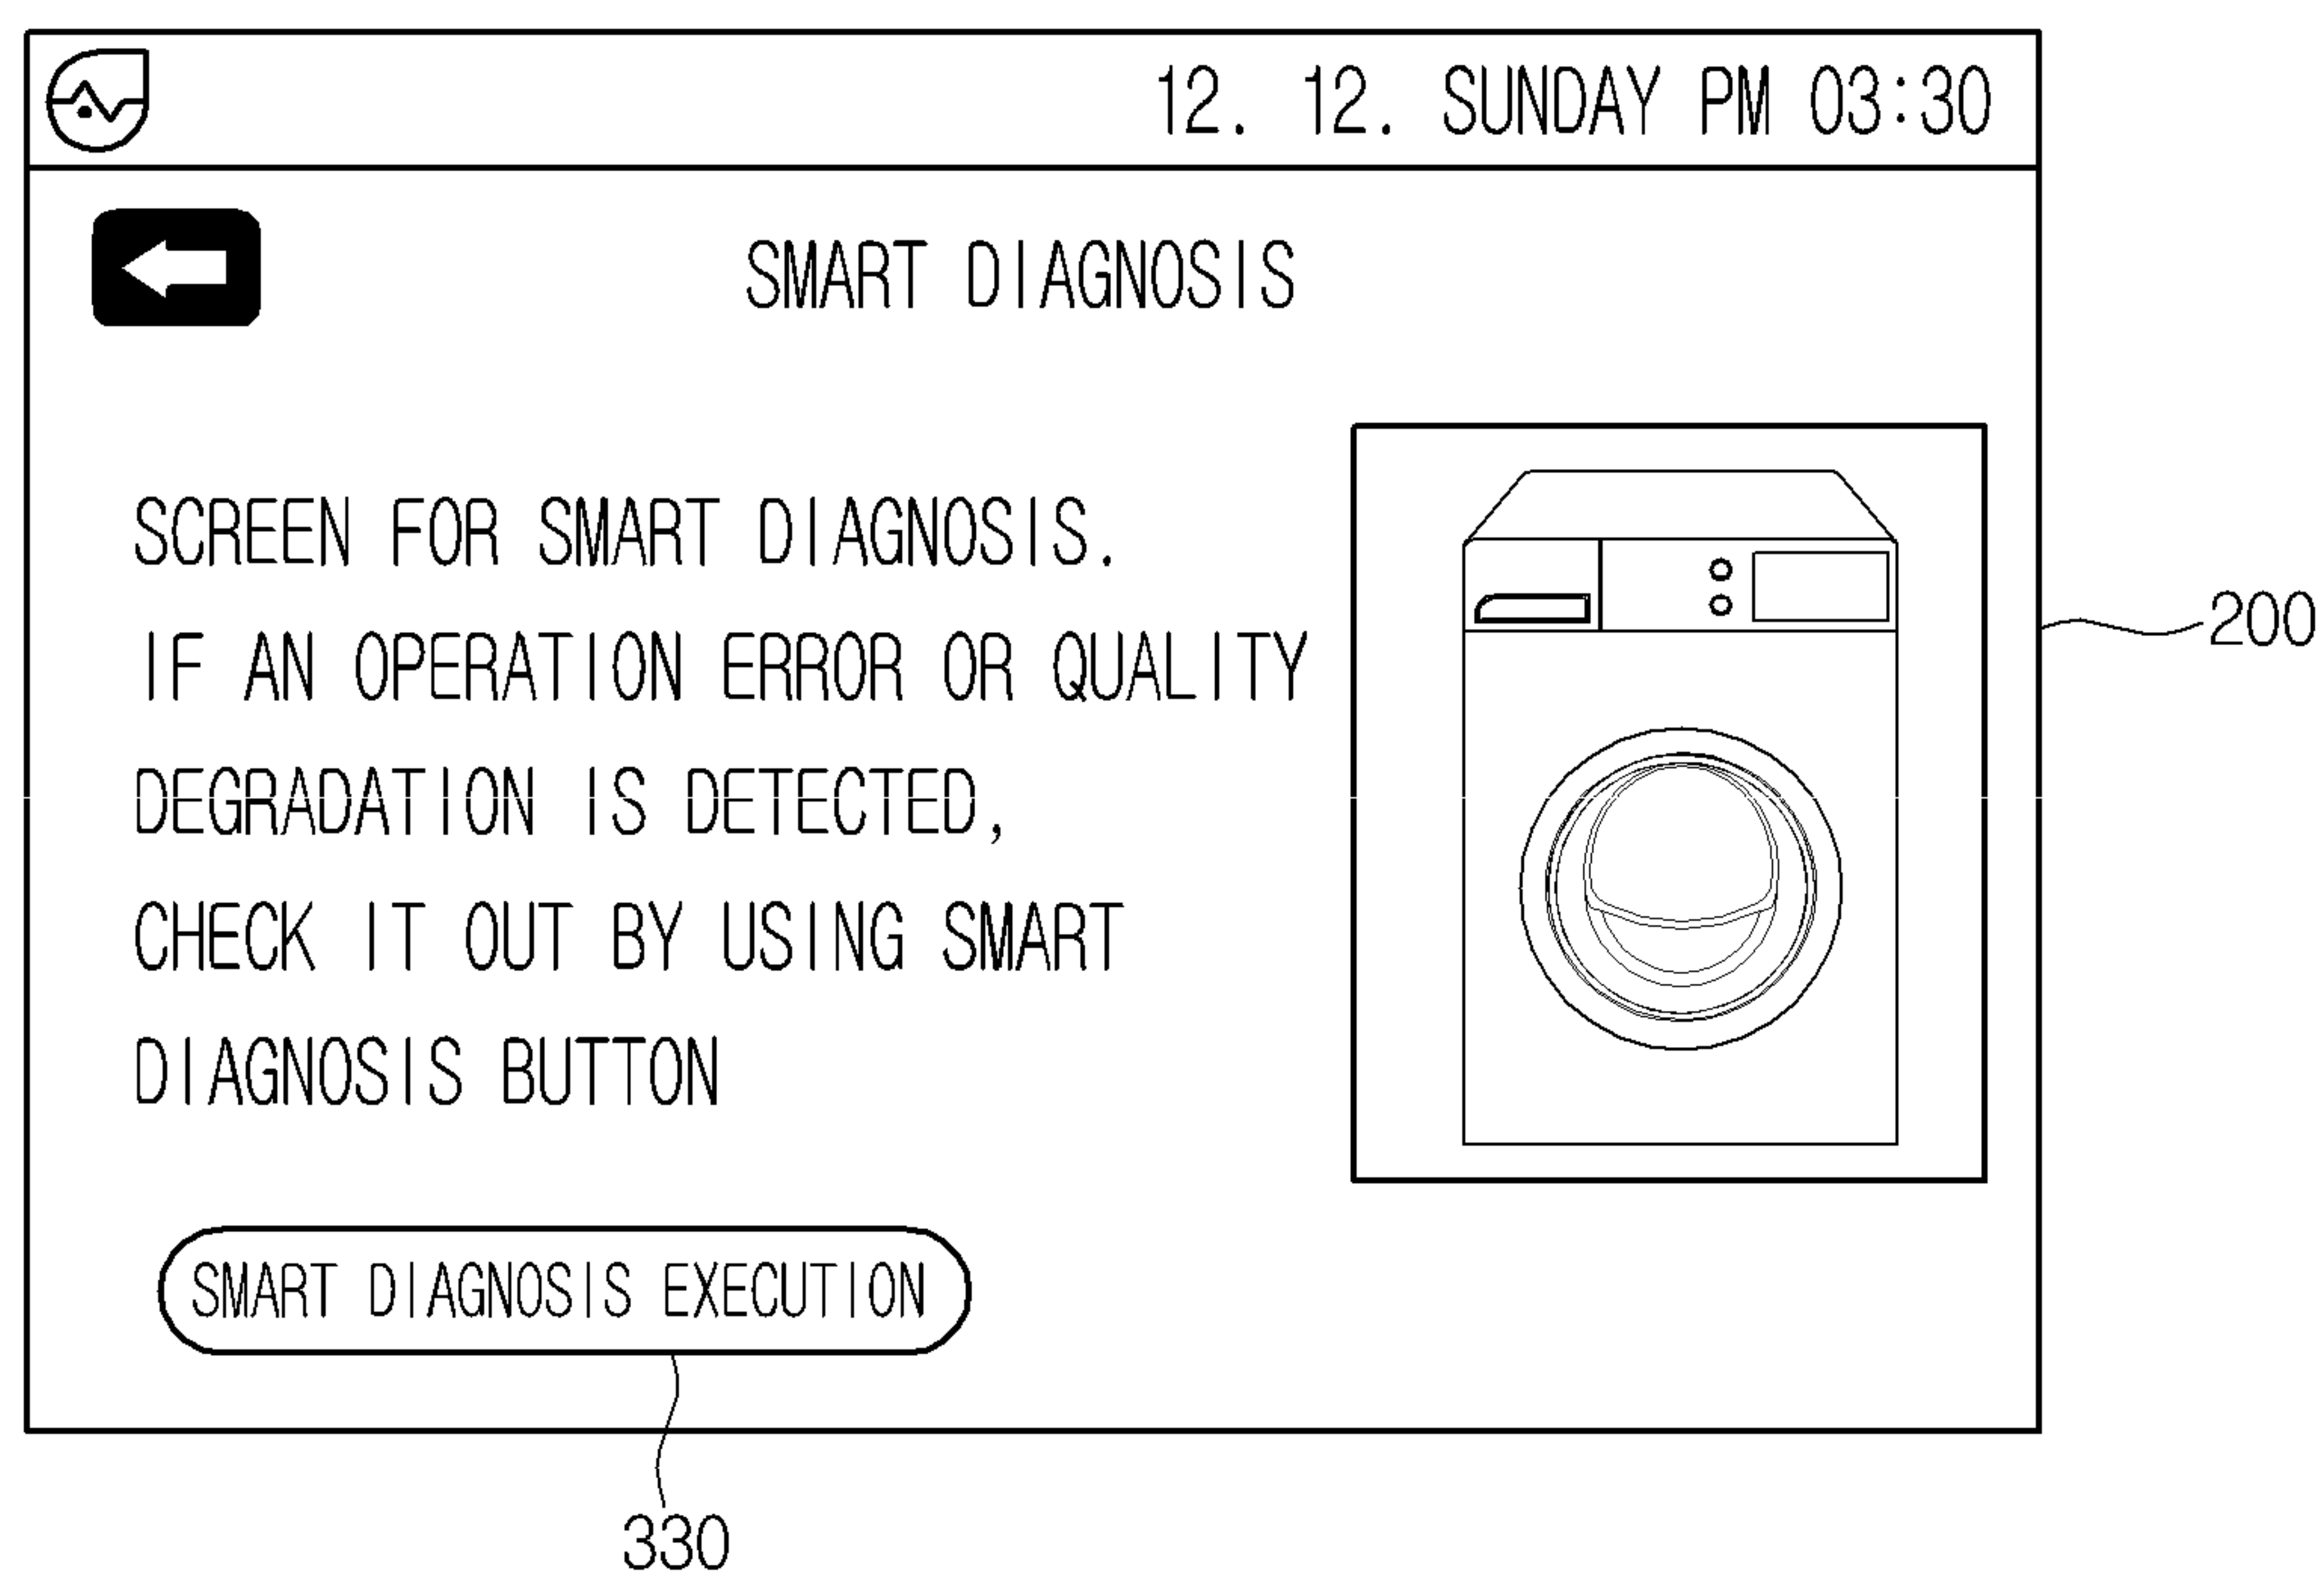 12. 12. SUNDAY PM 03:30
SMART DIAGNOSIS
SCREEN FOR SMART DIAGNOSIS.
IF AN OPERATION ERROR OR QUALITY
DEGRADATION IS DETECTED,
CHECK IT OUT BY USING SMART
DIAGNOSIS BUTTON
200
SMART DIAGNOSIS EXECUTION
330